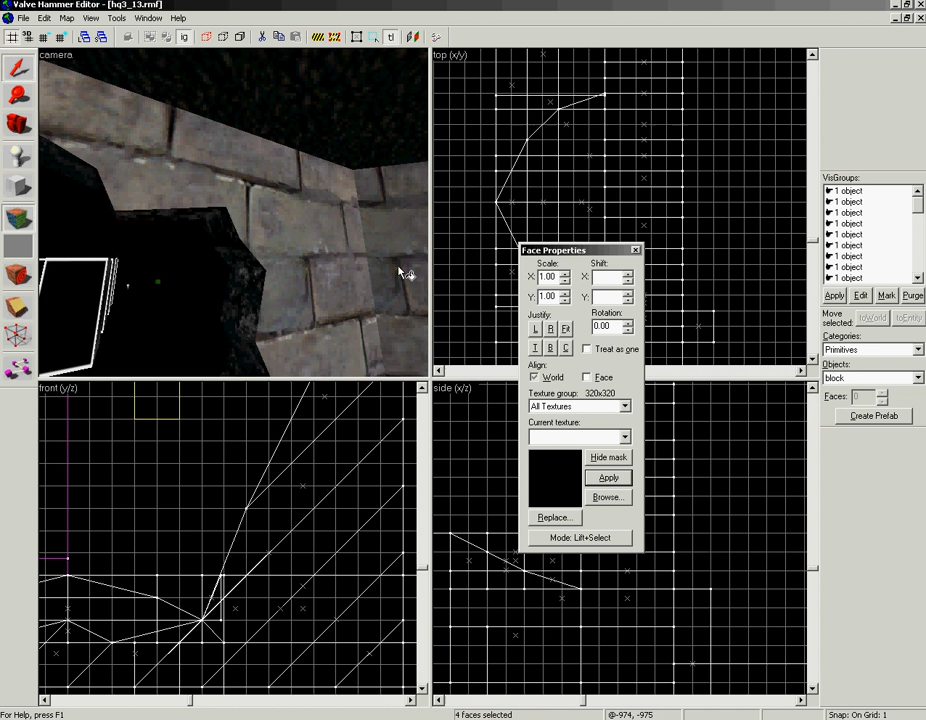 Valve Hammer Editor - [hq3_13.rmf]
File Edit Map View Tools Window Help
3D ig tl
camera
top (x/y)
front (y/z)
side (x/z)
Face Properties
Scale: Shift:
X: 1.00 X:
Y: 1.00 Y:
Justify: Rotation:
L R Fit 0.00
T B C Treat as one
Align:
World Face
Texture group: 320x320
All Textures
Current texture:
Hide mask
Apply
Browse...
Replace...
Mode: Lift+Select
VisGroups:
1 object
1 object
1 object
1 object
1 object
1 object
1 object
1 object
1 object
Apply Edit Mark Purge
Move selected: toWorld toEntity
Categories:
Primitives
Objects:
block
Faces: 0
Create Prefab
For Help, press F1 4 faces selected @-974, -975 Snap: On Grid: 1